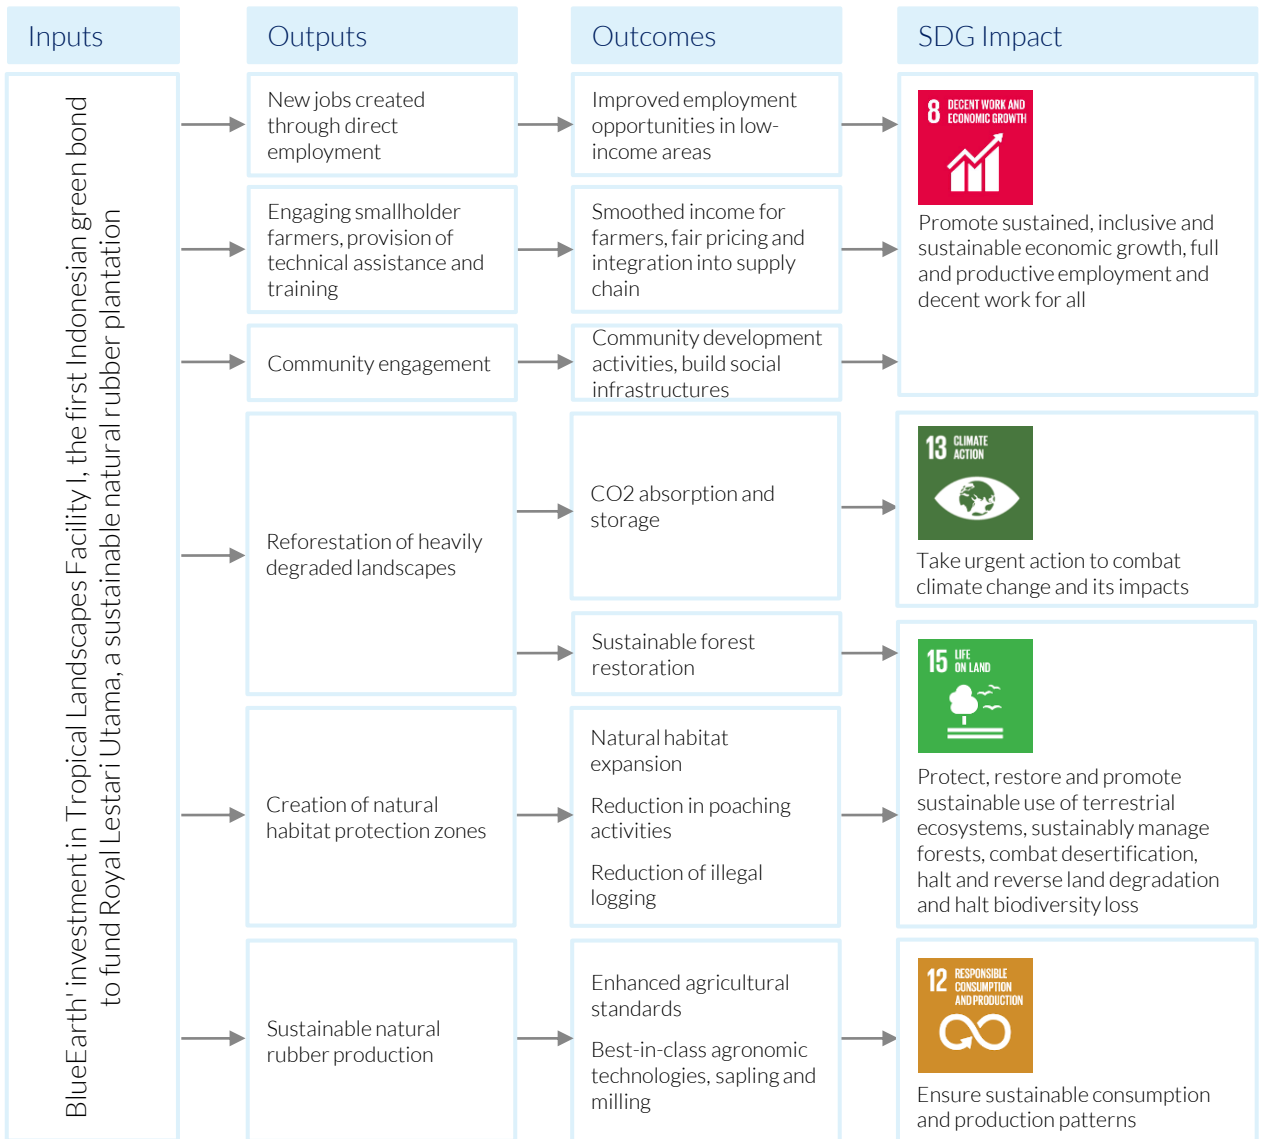 Inputs
Outputs
Outcomes
SDG Impact
BlueEarth' investment in Tropical Landscapes Facility I, the first Indonesian green bond
to fund Royal Lestari Utama, a sustainable natural rubber plantation
New jobs created
through direct
employment
Improved employment
opportunities in low-
income areas
8 DECENT WORK AND
ECONOMIC GROWTH
Promote sustained, inclusive and
sustainable economic growth, full
and productive employment and
decent work for all
Engaging smallholder
farmers, provision of
technical assistance and
training
Smoothed income for
farmers, fair pricing and
integration into supply
chain
Community engagement
Community development
activities, build social
infrastructures
Reforestation of heavily
degraded landscapes
CO2 absorption and
storage
13 CLIMATE
ACTION
Take urgent action to combat
climate change and its impacts
Sustainable forest
restoration
15 LIFE
ON LAND
Protect, restore and promote
sustainable use of terrestrial
ecosystems, sustainably manage
forests, combat desertification,
halt and reverse land degradation
and halt biodiversity loss
Creation of natural
habitat protection zones
Natural habitat
expansion
Reduction in poaching
activities
Reduction of illegal
logging
Sustainable natural
rubber production
Enhanced agricultural
standards
Best-in-class agronomic
technologies, sapling and
milling
12 RESPONSIBLE
CONSUMPTION
AND PRODUCTION
Ensure sustainable consumption
and production patterns